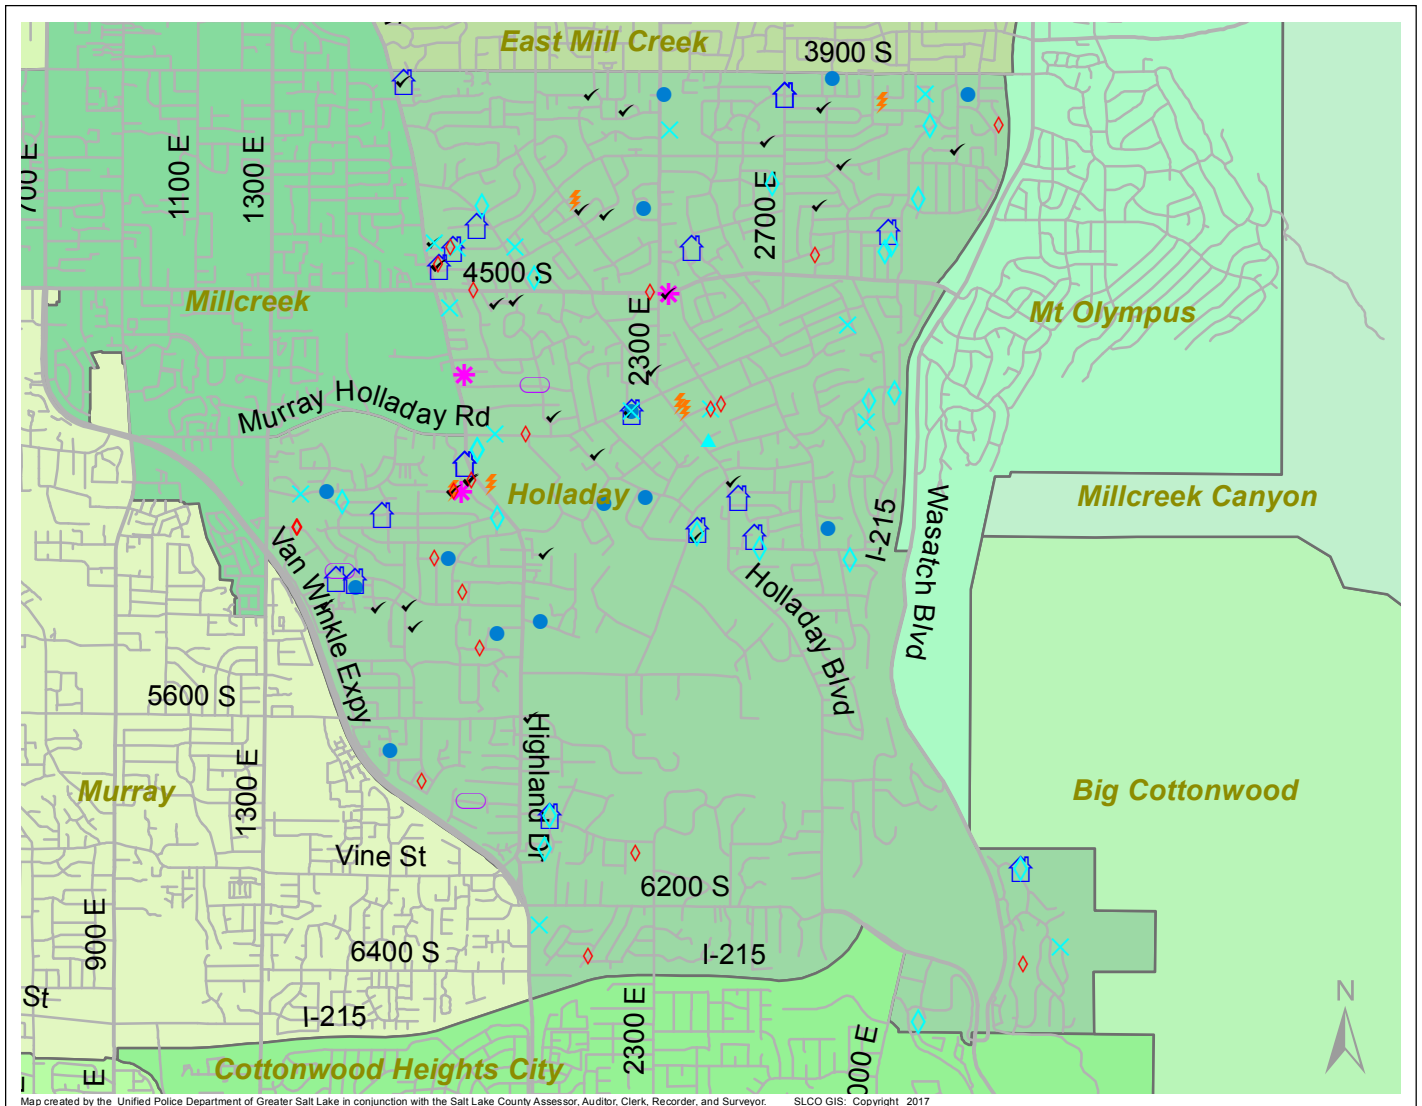 East Mill Creek
3900 S
700 E
1100 E
1300 E
2700 E
4500 S
Millcreek
Mt Olympus
2300 E
Murray Holladay Rd
Holladay
Millcreek Canyon
I-215
Wasatch Blvd
Van Winkle Expy
Holladay Blvd
5600 S
Highland Dr
Murray
1300 E
Big Cottonwood
Vine St
6200 S
900 E
6400 S
I-215
St
I-215
2300 E
N
Cottonwood Heights City
E
E
000 E
Map created by the Unified Police Department of Greater Salt Lake in conjunction with the Salt Lake County Assessor, Auditor, Clerk, Recorder, and Surveyor. SLCO GIS: Copyright 2017